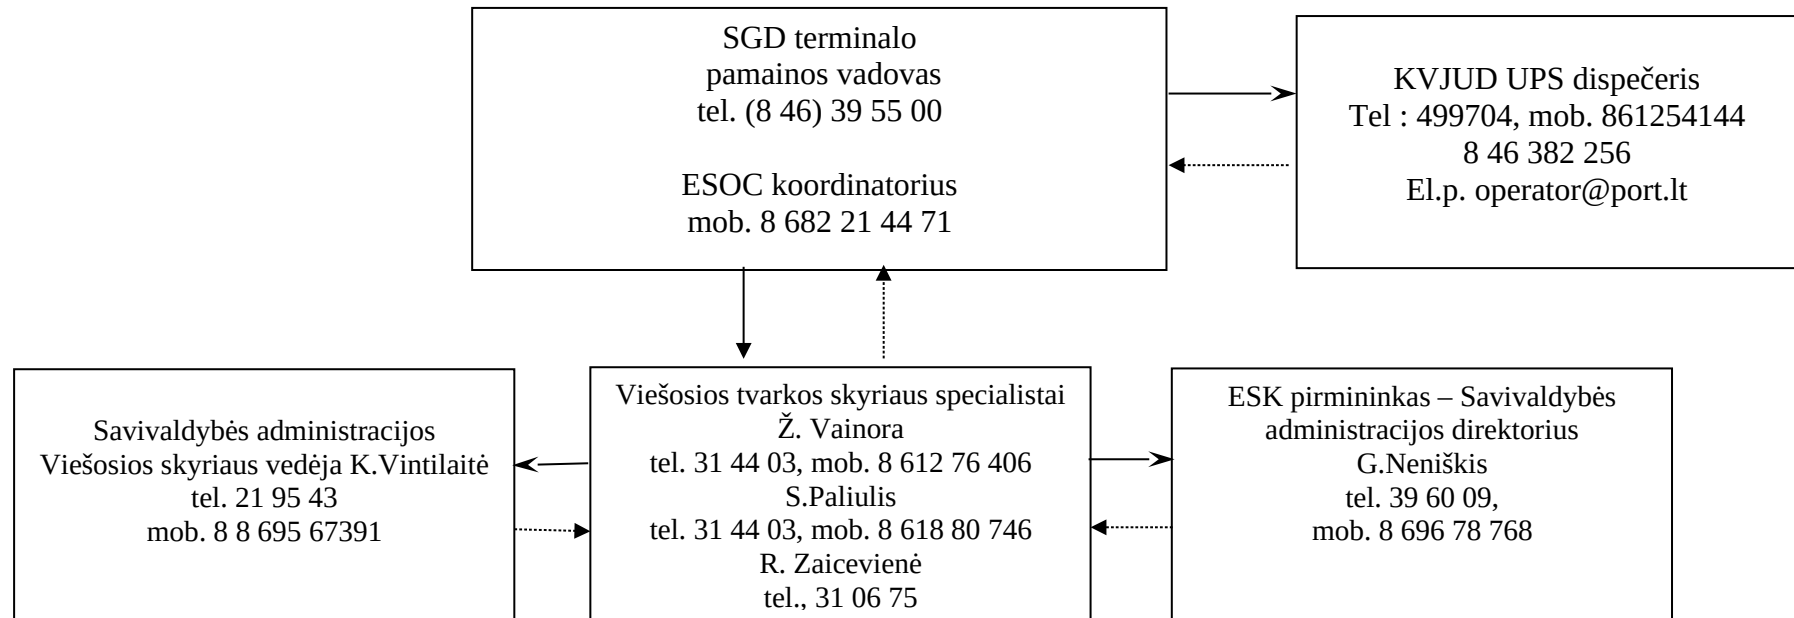 SGD terminalo
pamainos vadovas
tel. (8 46) 39 55 00
ESOC koordinatorius
mob. 8 682 21 44 71
KVJUD UPS dispečeris
Tel : 499704, mob. 861254144
8 46 382 256
El.p. operator@port.lt
Savivaldybės administracijos
Viešosios skyriaus vedėja K.Vintilaitė
tel. 21 95 43
mob. 8 8 695 67391
Viešosios tvarkos skyriaus specialistai
Ž. Vainora
tel. 31 44 03, mob. 8 612 76 406
S.Paliulis
tel. 31 44 03, mob. 8 618 80 746
R. Zaicevienė
tel., 31 06 75
ESK pirmininkas – Savivaldybės
administracijos direktorius
G.Neniškis
tel. 39 60 09,
mob. 8 696 78 768